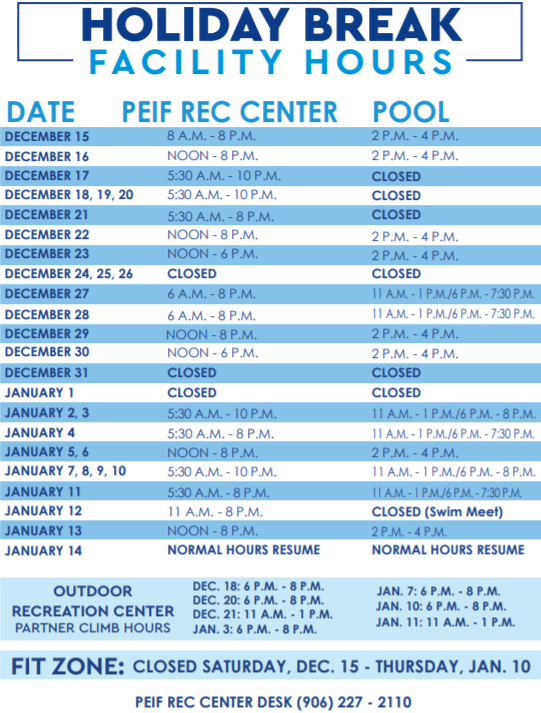 HOLIDAY BREAK
FACILITY HOURS
DATE PEIF REC CENTER POOL
DECEMBER 15 8 A.M. - 8 P.M. 2 P.M. - 4 P.M.
DECEMBER 16 NOON - 8 P.M. 2 P.M. - 4 P.M.
DECEMBER 17 5:30 A.M. - 10 P.M. CLOSED
DECEMBER 18, 19, 20 5:30 A.M. - 10 P.M. CLOSED
DECEMBER 21 5:30 A.M. - 8 P.M. CLOSED
DECEMBER 22 NOON - 8 P.M. 2 P.M. - 4 P.M.
DECEMBER 23 NOON - 6 P.M. 2 P.M. - 4 P.M.
DECEMBER 24, 25, 26 CLOSED CLOSED
DECEMBER 27 6 A.M. - 8 P.M. 11 A.M. - 1 P.M./6 P.M. - 7:30 P.M.
DECEMBER 28 6 A.M. - 8 P.M. 11 A.M. - 1 P.M./6 P.M. - 7:30 P.M.
DECEMBER 29 NOON - 8 P.M. 2 P.M. - 4 P.M.
DECEMBER 30 NOON - 6 P.M. 2 P.M. - 4 P.M.
DECEMBER 31 CLOSED CLOSED
JANUARY 1 CLOSED CLOSED
JANUARY 2, 3 5:30 A.M. - 10 P.M. 11 A.M. - 1 P.M./6 P.M. - 8 P.M.
JANUARY 4 5:30 A.M. - 8 P.M. 11 A.M. - 1 P.M./6 P.M. - 7:30 P.M.
JANUARY 5, 6 NOON - 8 P.M. 2 P.M. - 4 P.M.
JANUARY 7, 8, 9, 10 5:30 A.M. - 10 P.M. 11 A.M. - 1 P.M./6 P.M. - 8 P.M.
JANUARY 11 5:30 A.M. - 8 P.M. 11 A.M. - 1 P.M./6 P.M. - 7:30 P.M.
JANUARY 12 11 A.M. - 8 P.M. CLOSED (Swim Meet)
JANUARY 13 NOON - 8 P.M. 2 P.M. - 4 P.M.
JANUARY 14 NORMAL HOURS RESUME NORMAL HOURS RESUME
OUTDOOR
RECREATION CENTER
PARTNER CLIMB HOURS
DEC. 18: 6 P.M. - 8 P.M.
DEC. 20: 6 P.M. - 8 P.M.
DEC. 21: 11 A.M. - 1 P.M.
JAN. 3: 6 P.M. - 8 P.M.
JAN. 7: 6 P.M. - 8 P.M.
JAN. 10: 6 P.M. - 8 P.M.
JAN. 11: 11 A.M. - 1 P.M.
FIT ZONE: CLOSED SATURDAY, DEC. 15 - THURSDAY, JAN. 10
PEIF REC CENTER DESK (906) 227 - 2110